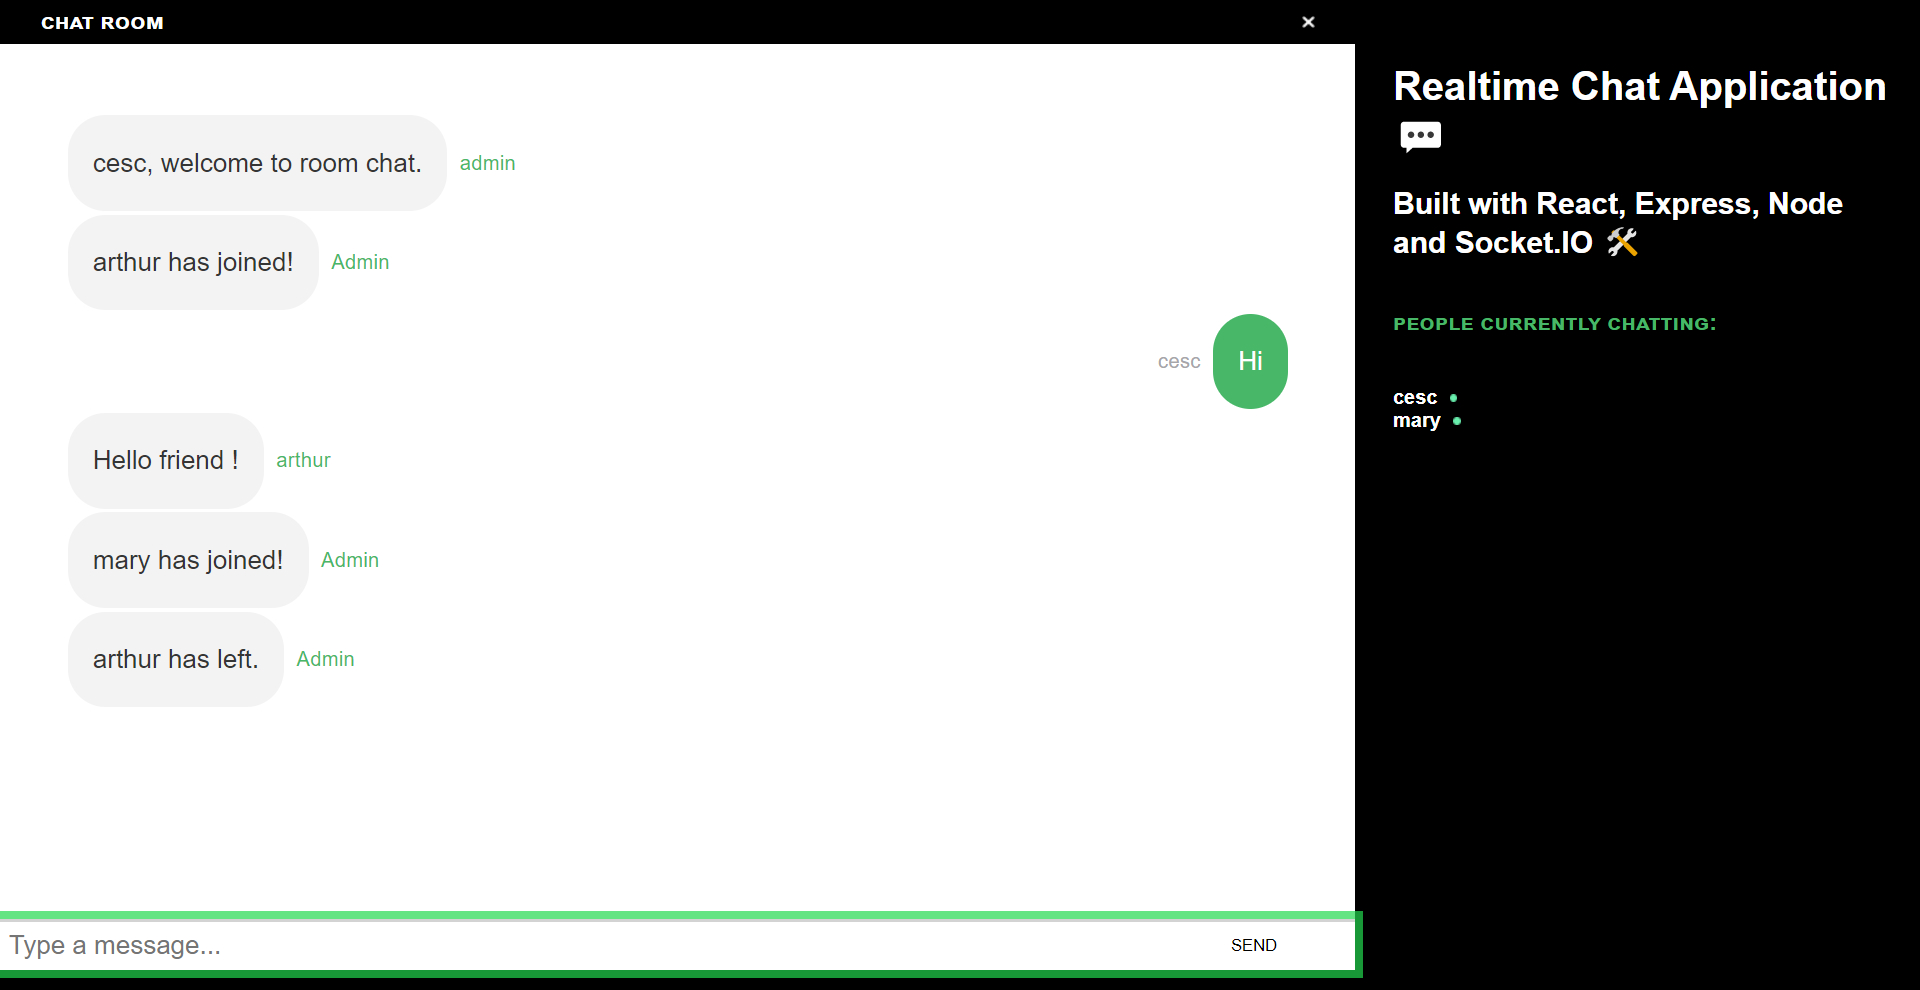 CHAT ROOM
cesc, welcome to room chat. admin
arthur has joined! Admin
cesc Hi
Hello friend ! arthur
mary has joined! Admin
arthur has left. Admin
Type a message... SEND
Realtime Chat Application
Built with React, Express, Node
and Socket.IO
PEOPLE CURRENTLY CHATTING:
cesc
mary